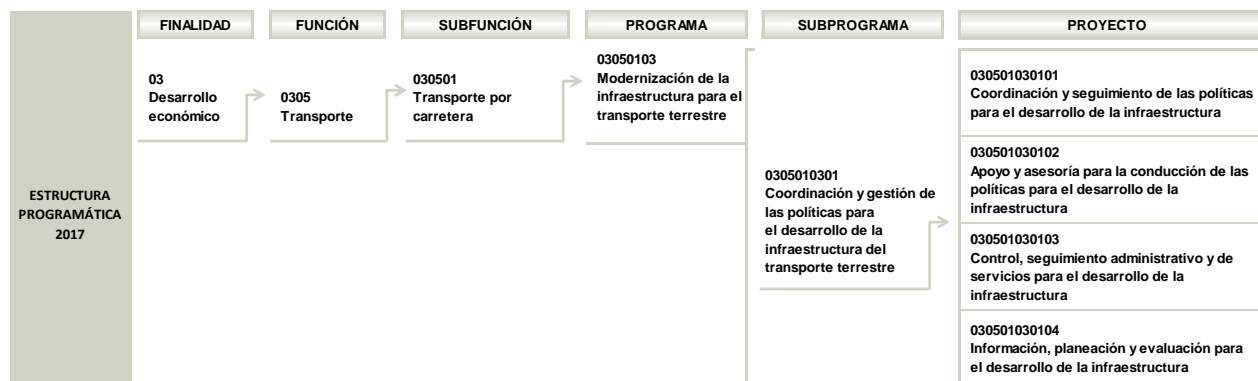 FINALIDAD
FUNCIÓN
SUBFUNCIÓN
PROGRAMA
SUBPROGRAMA
PROYECTO
ESTRUCTURA
PROGRAMÁTICA
2017
03
Desarrollo
económico
0305
Transporte
030501
Transporte por
carretera
03050103
Modernización de la
infraestructura para el
transporte terrestre
0305010301
Coordinación y gestión de
las políticas para
el desarrollo de la
infraestructura del
transporte terrestre
030501030101
Coordinación y seguimiento de las políticas
para el desarrollo de la infraestructura
030501030102
Apoyo y asesoría para la conducción de las
políticas para el desarrollo de la
infraestructura
030501030103
Control, seguimiento administrativo y de
servicios para el desarrollo de la
infraestructura
030501030104
Información, planeación y evaluación para
el desarrollo de la infraestructura